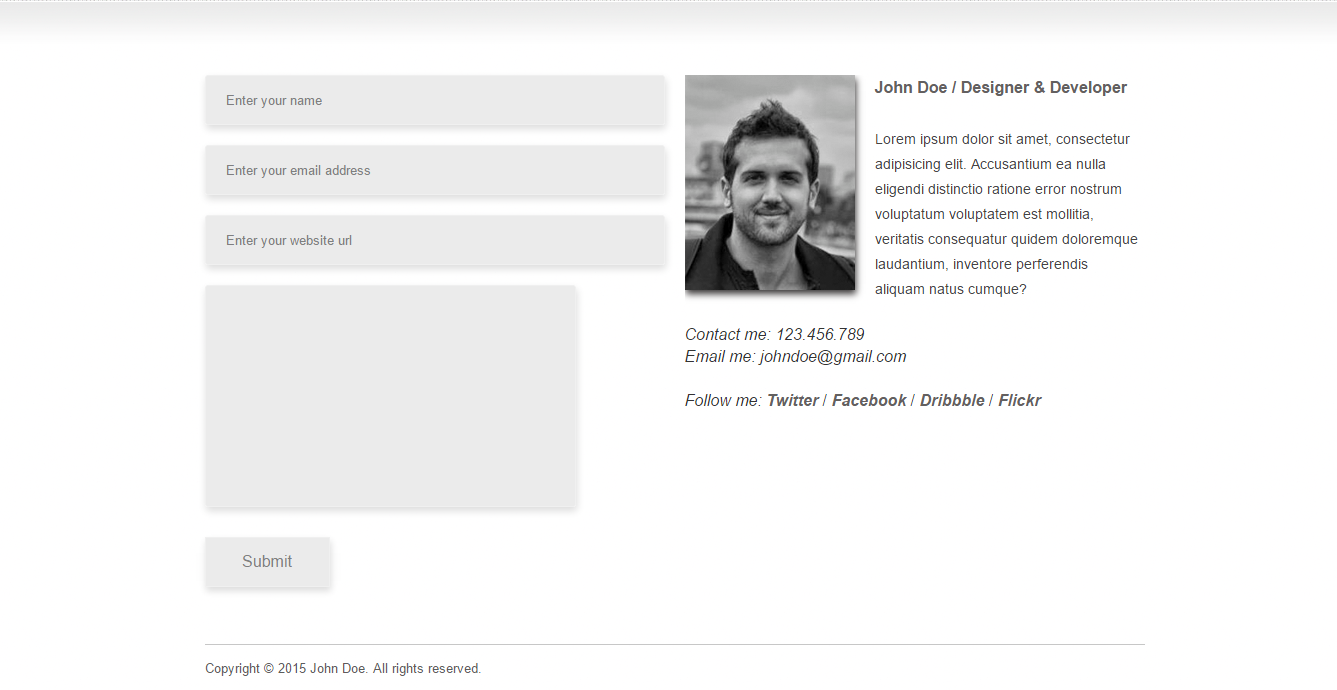 Enter your name
Enter your email address
Enter your website url
Submit
John Doe / Designer & Developer
Lorem ipsum dolor sit amet, consectetur
adipisicing elit. Accusantium ea nulla
eligendi distinctio ratione error nostrum
voluptatum voluptatem est mollitia,
veritatis consequatur quidem doloremque
laudantium, inventore perferendis
aliquam natus cumque?
Contact me: 123.456.789
Email me: johndoe@gmail.com
Follow me: Twitter / Facebook / Dribbble / Flickr
Copyright © 2015 John Doe. All rights reserved.